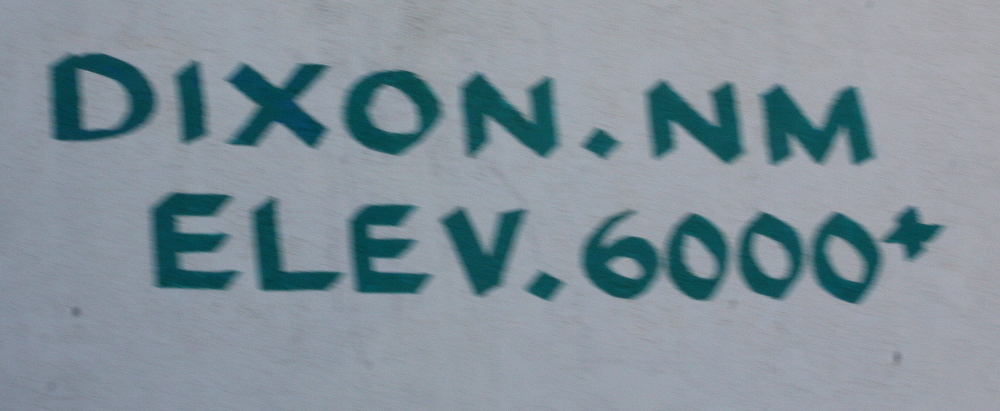 DIXON. NM
ELEV. 6000+